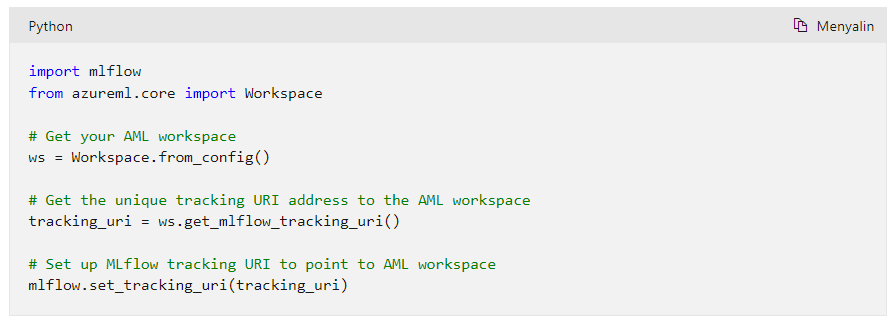 Python
Menyalin
import mlflow
from azureml.core import Workspace
# Get your AML workspace
ws = Workspace.from_config()
# Get the unique tracking URI address to the AML workspace
tracking_uri = ws.get_mlflow_tracking_uri()
# Set up MLflow tracking URI to point to AML workspace
mlflow.set_tracking_uri(tracking_uri)